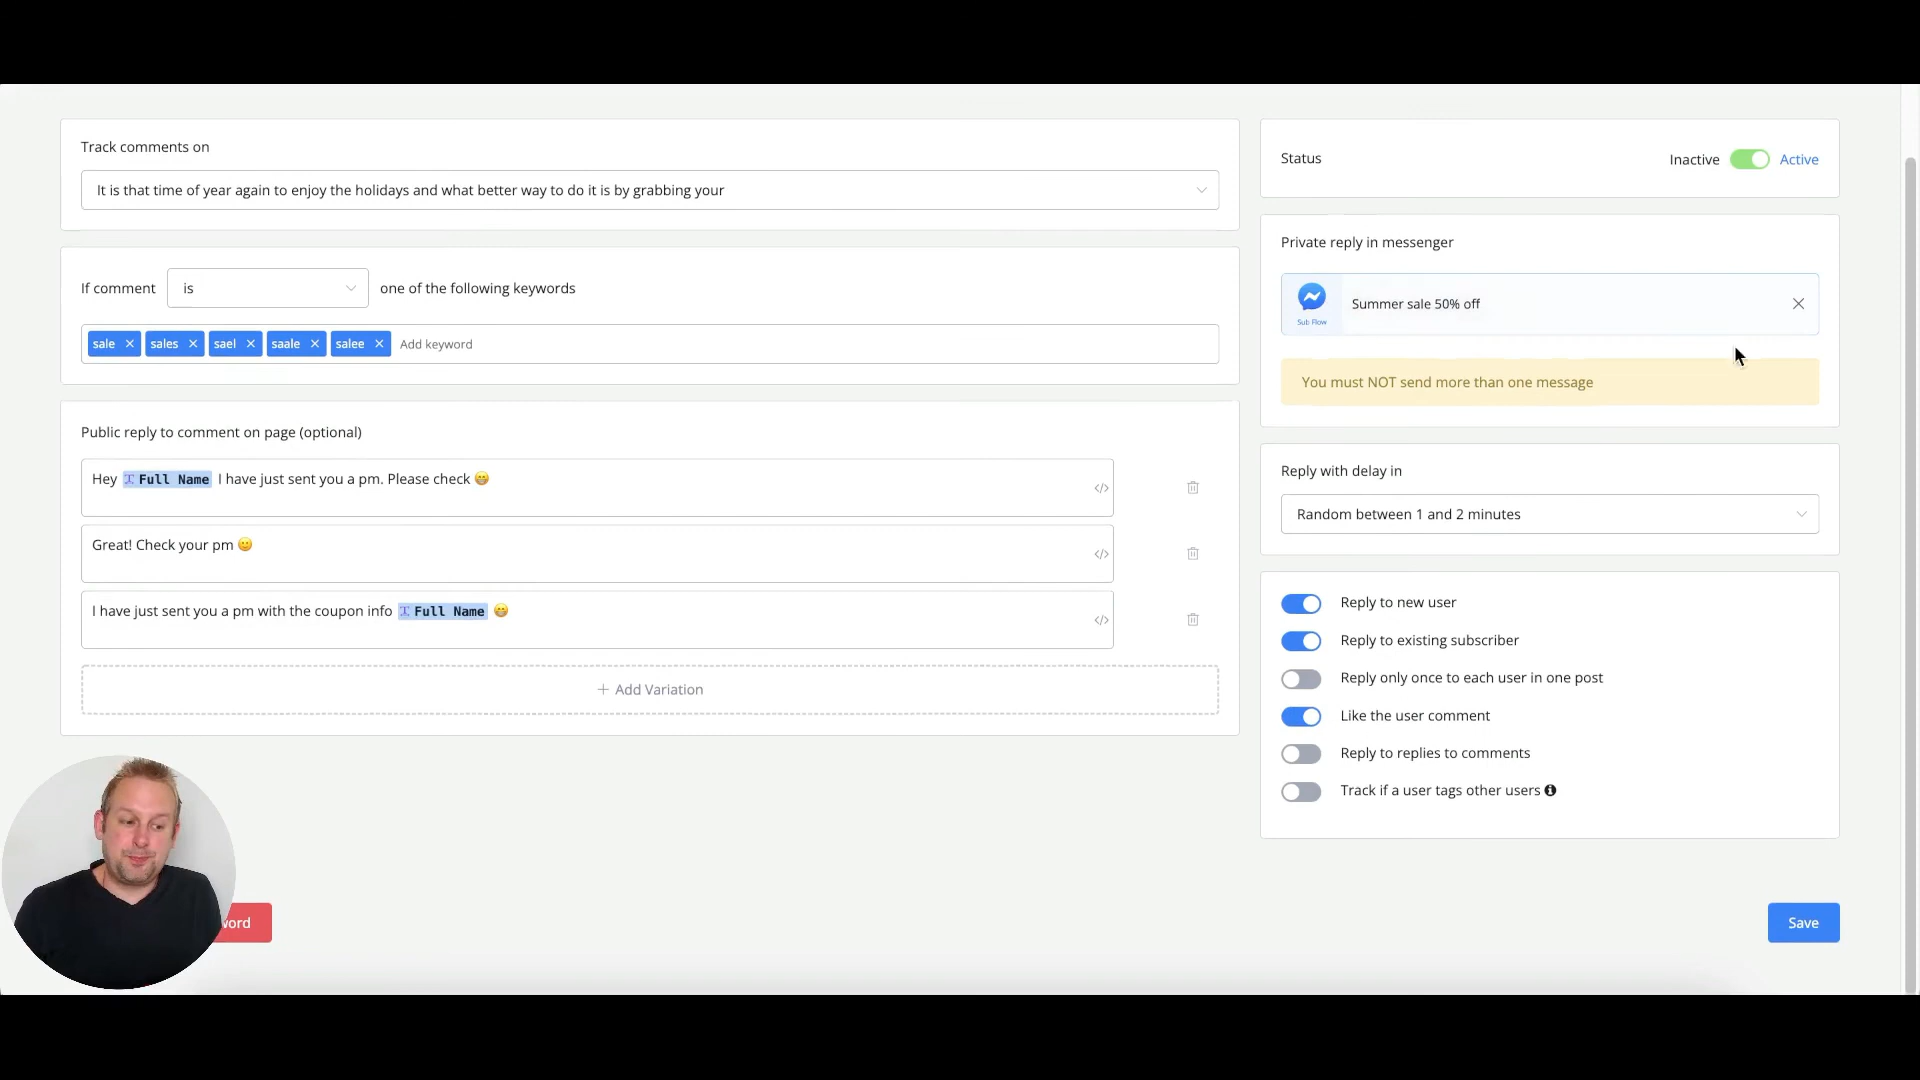 Track comments on
It is that time of year again to enjoy the holidays and what better way to do it is by grabbing your
If comment is one of the following keywords
sale sales sael saale salee Add keyword
Public reply to comment on page (optional)
Hey Full Name I have just sent you a pm. Please check 😁
Great! Check your pm 🙂
I have just sent you a pm with the coupon info Full Name 😁
+ Add Variation
Status Inactive Active
Private reply in messenger
Sub Flow
Summer sale 50% off
You must NOT send more than one message
Reply with delay in
Random between 1 and 2 minutes
Reply to new user
Reply to existing subscriber
Reply only once to each user in one post
Like the user comment
Reply to replies to comments
Track if a user tags other users
Save